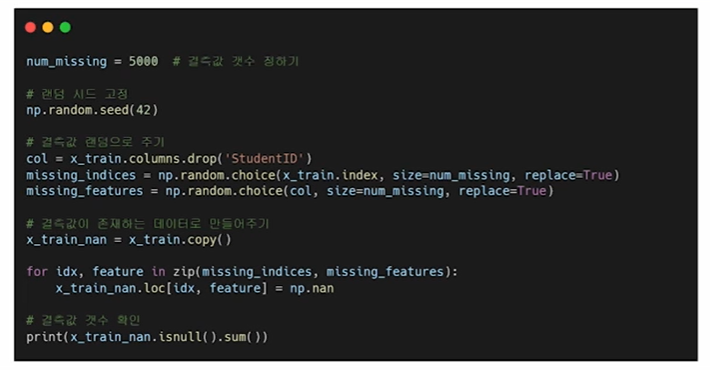 num_missing = 5000  # 결측값 갯수 정하기
# 랜덤 시드 고정
np.random.seed(42)
# 결측값 랜덤으로 주기
col = x_train.columns.drop('StudentID')
missing_indices = np.random.choice(x_train.index, size=num_missing, replace=True)
missing_features = np.random.choice(col, size=num_missing, replace=True)
# 결측값이 존재하는 데이터로 만들어주기
x_train_nan = x_train.copy()
for idx, feature in zip(missing_indices, missing_features):
    x_train_nan.loc[idx, feature] = np.nan
# 결측값 갯수 확인
print(x_train_nan.isnull().sum())